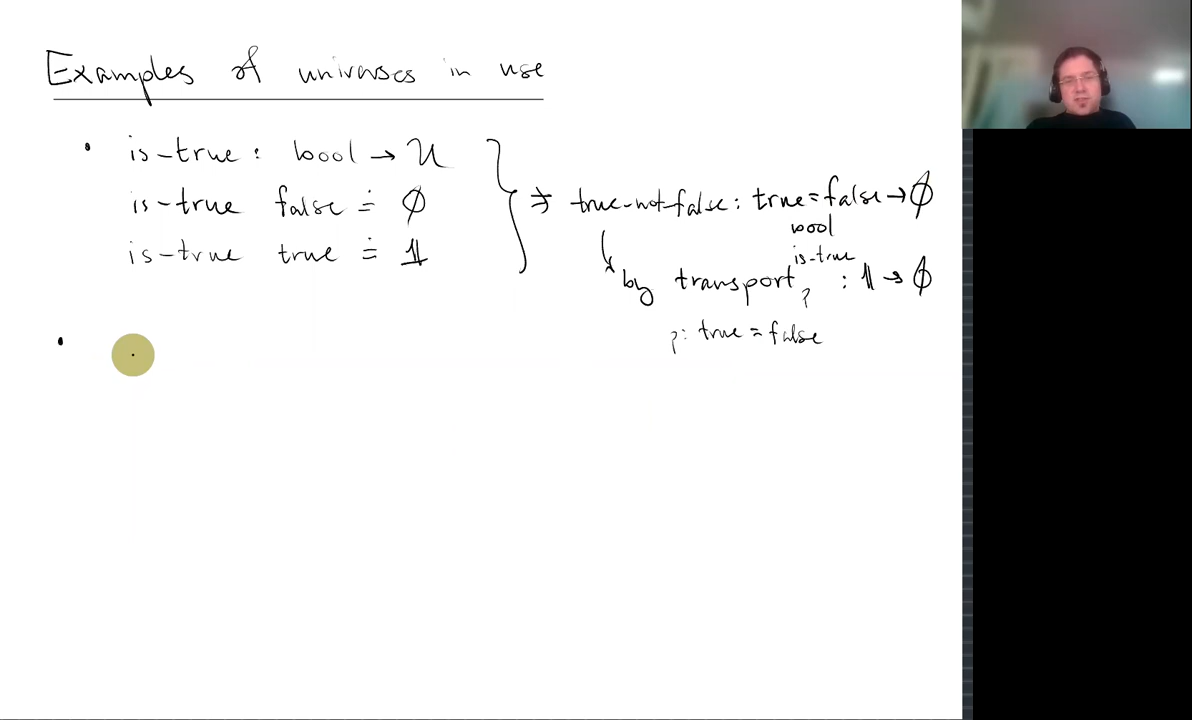 Examples of universes in use
• is-true : bool → U
is-true false ≐ ∅
is-true true ≐ 𝟙
} ⇒ true-not-false : true = false → ∅
bool
by transport_p^{is-true} : 𝟙 → ∅
p : true = false
•